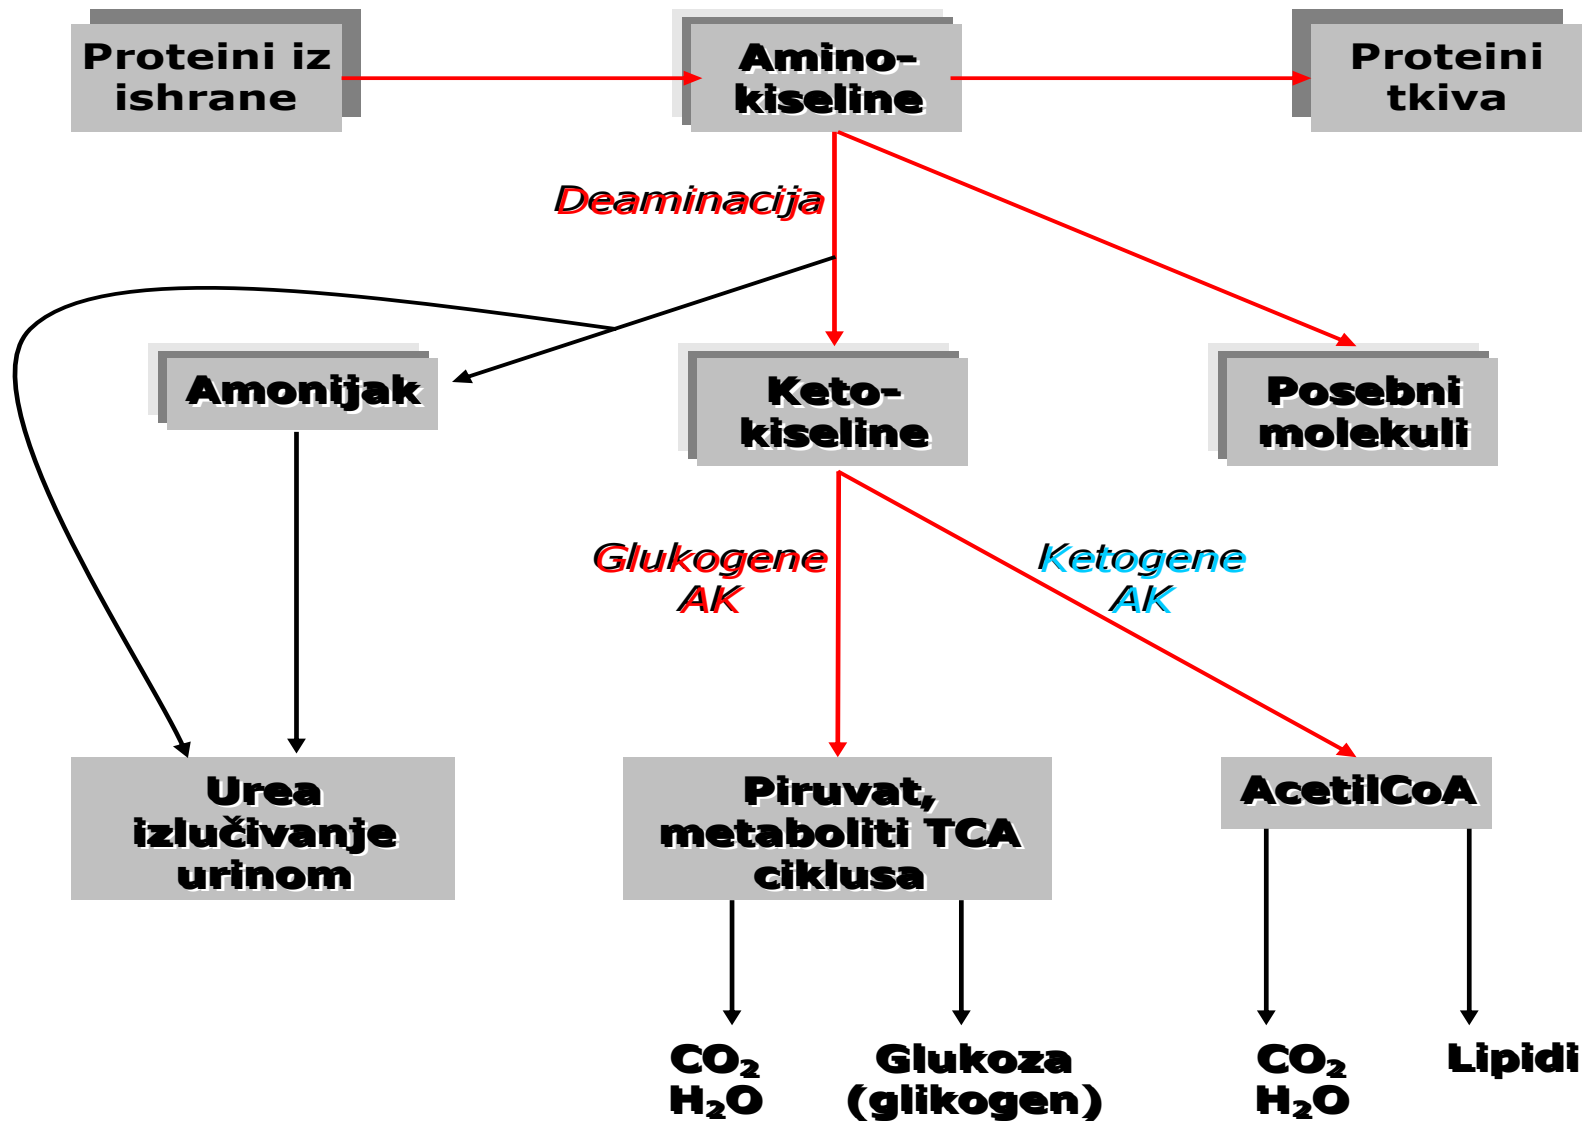 Proteini iz
ishrane
Amino-
kiseline
Proteini
tkiva
Deaminacija
Amonijak
Keto-
kiseline
Posebni
molekuli
Glukogene
AK
Ketogene
AK
Urea
izlučivanje
urinom
Piruvat,
metaboliti TCA
ciklusa
AcetilCoA
CO₂
H₂O
Glukoza
(glikogen)
CO₂
H₂O
Lipidi